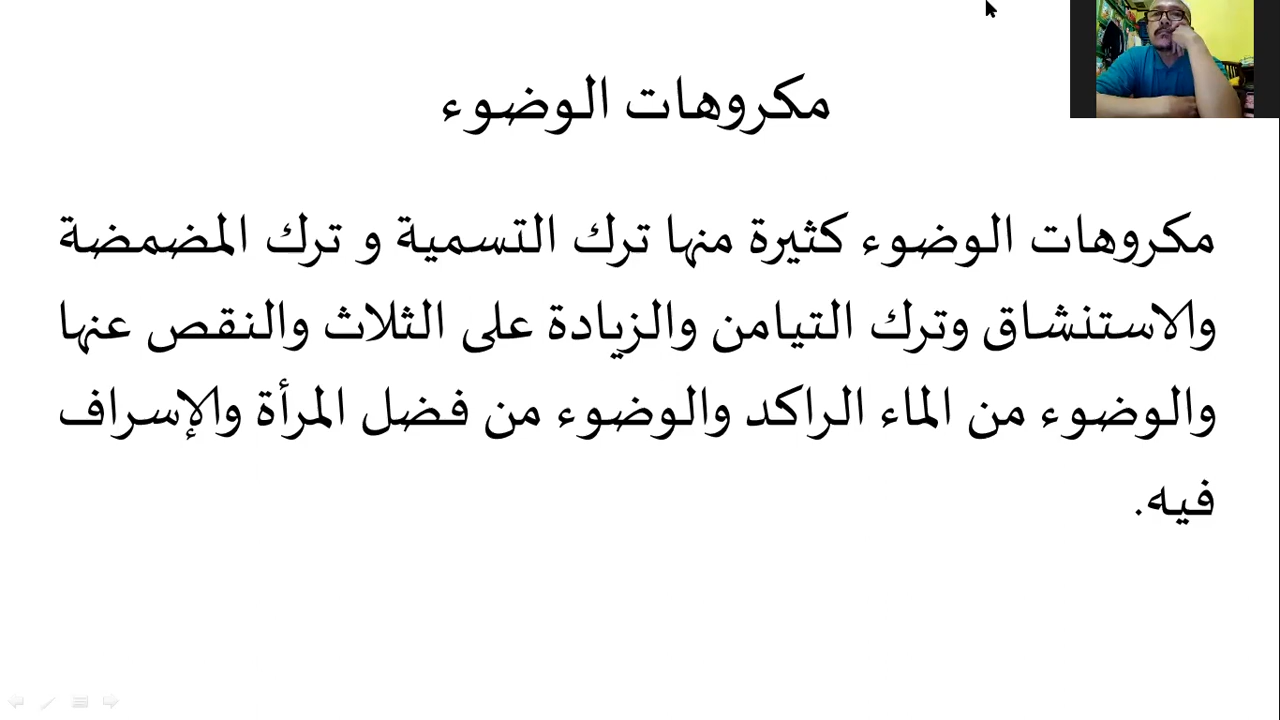 مكروهات الوضوء
مكروهات الوضوء كثيرة منها ترك التسمية و ترك المضمضة
والاستنشاق وترك التيامن والزيادة على الثلاث والنقص عنها
والوضوء من الماء الراكد والوضوء من فضل المرأة والإسراف
فيه.